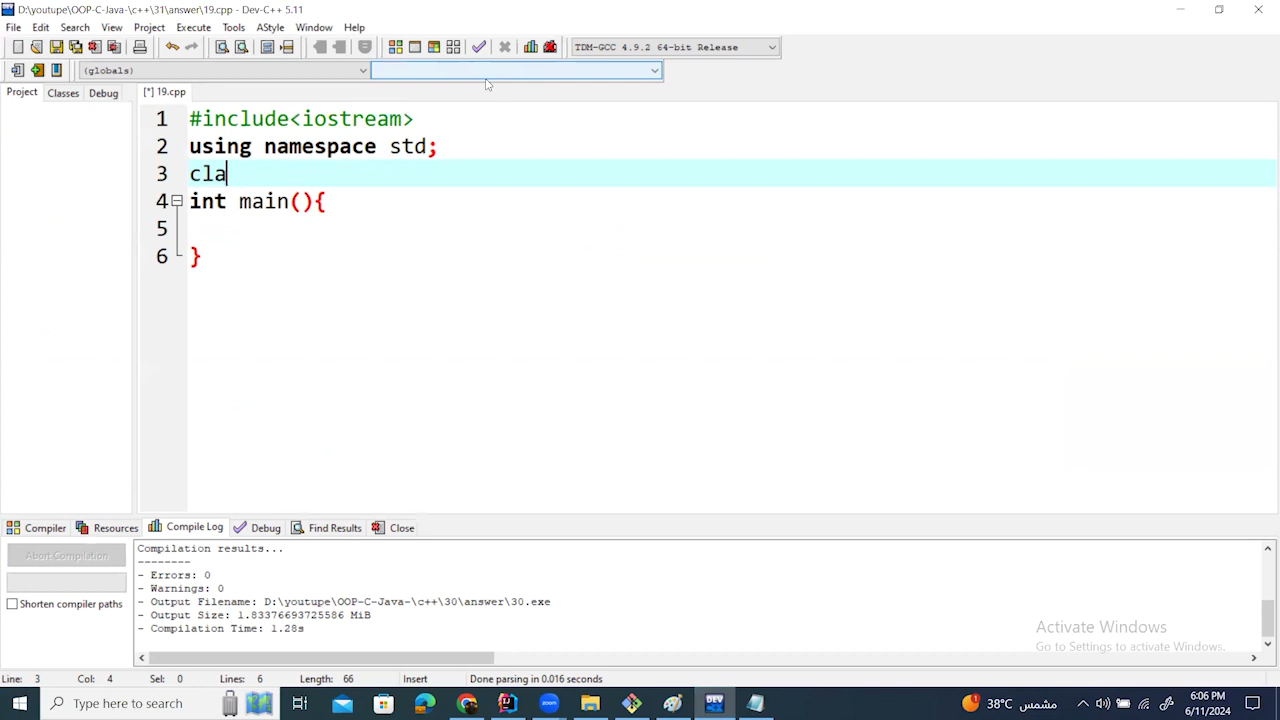 D:\youtupe\OOP-C-Java-\c++\31\answer\19.cpp - Dev-C++ 5.11
File Edit Search View Project Execute Tools AStyle Window Help
TDM-GCC 4.9.2 64-bit Release
(globals)
Project Classes Debug [*] 19.cpp
1 #include<iostream>
2 using namespace std;
3 cla
4 int main(){
5
6 }
Compiler Resources Compile Log Debug Find Results Close
Abort Compilation
Shorten compiler paths
Compilation results...
--------
- Errors: 0
- Warnings: 0
- Output Filename: D:\youtupe\OOP-C-Java-\c++\30\answer\30.exe
- Output Size: 1.83376693725586 MiB
- Compilation Time: 1.28s
Activate Windows
Go to Settings to activate Windows.
Line: 3 Col: 4 Sel: 0 Lines: 6 Length: 66 Insert Done parsing in 0.016 seconds
Type here to search
zoom
DEV
1
38°C مشمس
6:06 PM
6/11/2024